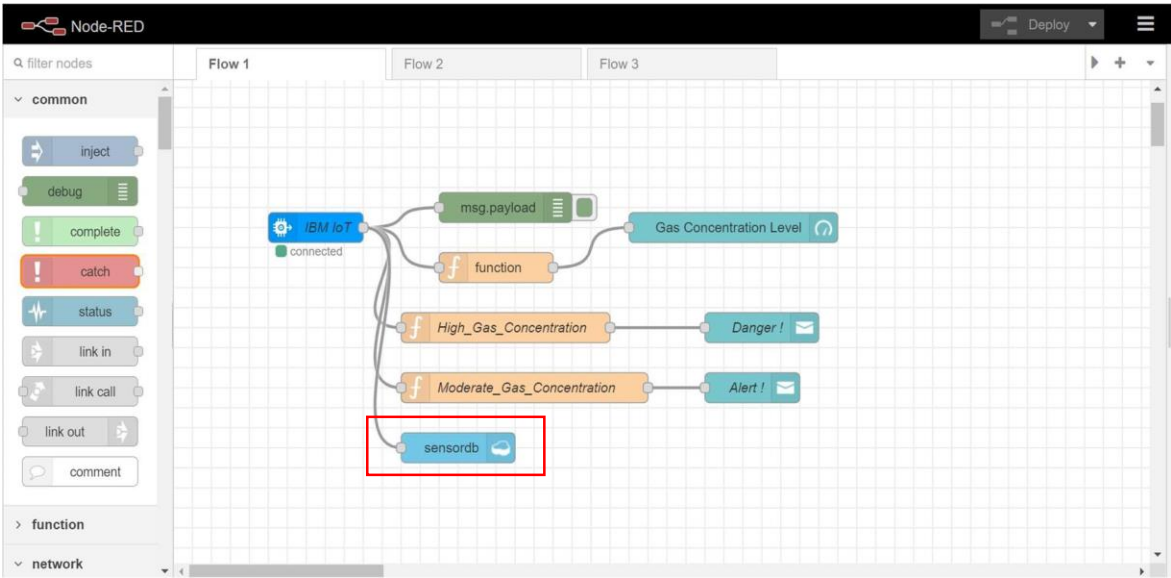 Node-RED
Deploy
filter nodes
Flow 1
Flow 2
Flow 3
common
inject
debug
complete
catch
status
link in
link call
link out
comment
function
network
IBM IoT
connected
msg.payload
function
Gas Concentration Level
High_Gas_Concentration
Danger !
Moderate_Gas_Concentration
Alert !
sensordb